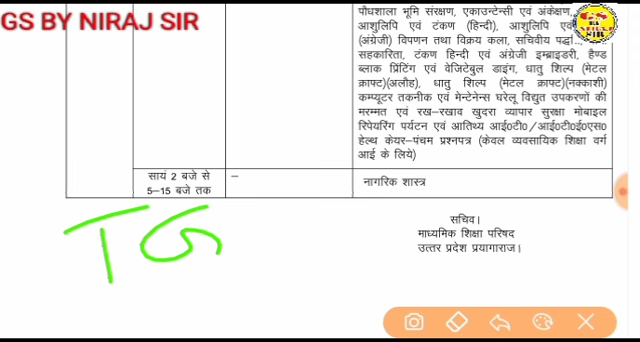 GS BY NIRAJ SIR
पौधशाला भूमि संरक्षण, एकाउन्टेन्सी एवं अंकेक्षण,
आशुलिपि एवं टंकण (हिन्दी), आशुलिपि एवं
(अंग्रेजी) विपणन तथा विक्रय कला, सचिवीय पद्धति,
सहकारिता, टंकण हिन्दी एवं अंग्रेजी इम्ब्राइडरी, हैण्ड
ब्लाक प्रिंटिंग एवं वेजिटेबुल डाइंग, धातु शिल्प (मेटल
क्राफ्ट)(अलौह), धातु शिल्प (मेटल क्राफ्ट)(नक्काशी)
कम्प्यूटर तकनीक एवं मेन्टेनेन्स घरेलू विद्युत उपकरणों की
मरम्मत एवं रख–रखाव खुदरा व्यापार सुरक्षा मोबाइल
रिपेयरिंग पर्यटन एवं आतिथ्य आई०टी०/आई०टी०ई०एस०
हेल्थ केयर–पंचम प्रश्नपत्र (केवल व्यवसायिक शिक्षा वर्ग
आई के लिये)
सायं 2 बजे से
5–15 बजे तक
–
नागरिक शास्त्र
सचिव।
माध्यमिक शिक्षा परिषद
उत्तर प्रदेश प्रयागराज।
TG